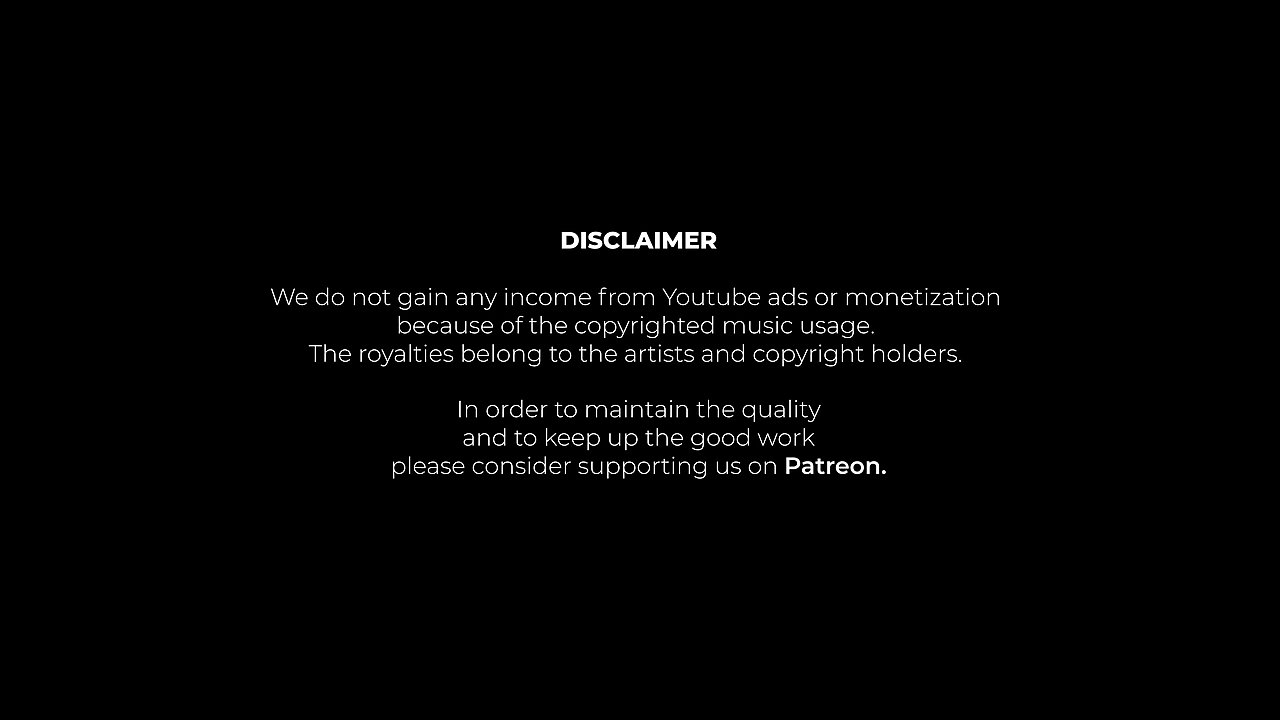 DISCLAIMER
We do not gain any income from Youtube ads or monetization
because of the copyrighted music usage.
The royalties belong to the artists and copyright holders.
In order to maintain the quality
and to keep up the good work
please consider supporting us on Patreon.